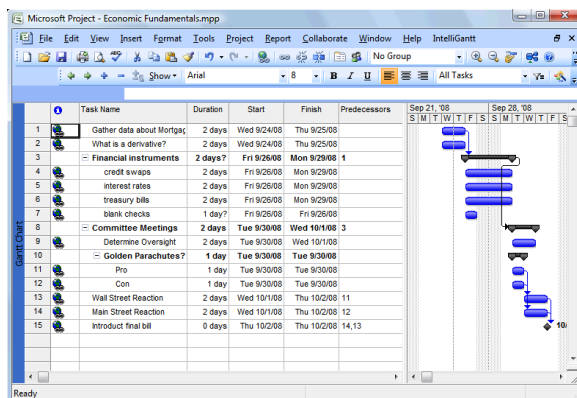 Microsoft Project - Economic Fundamentals.mpp
File Edit View Insert Format Tools Project Report Collaborate Window Help IntelliGantt
No Group
Show Arial 8 B I U All Tasks
Task Name Duration Start Finish Predecessors Sep 21, '08 Sep 28, '08
S M T W T F S S M T W T F S
1 Gather data about Mortgag 2 days Wed 9/24/08 Thu 9/25/08
2 What is a derivative? 2 days Wed 9/24/08 Thu 9/25/08
3 Financial instruments 2 days? Fri 9/26/08 Mon 9/29/08 1
4 credit swaps 2 days Fri 9/26/08 Mon 9/29/08
5 interest rates 2 days Fri 9/26/08 Mon 9/29/08
6 treasury bills 2 days Fri 9/26/08 Mon 9/29/08
7 blank checks 1 day? Fri 9/26/08 Fri 9/26/08
8 Committee Meetings 2 days Tue 9/30/08 Wed 10/1/08 3
9 Determine Oversight 2 days Tue 9/30/08 Wed 10/1/08
10 Golden Parachutes? 1 day Tue 9/30/08 Tue 9/30/08
11 Pro 1 day Tue 9/30/08 Tue 9/30/08
12 Con 1 day Tue 9/30/08 Tue 9/30/08
13 Wall Street Reaction 2 days Wed 10/1/08 Thu 10/2/08 11
14 Main Street Reaction 2 days Wed 10/1/08 Thu 10/2/08 12
15 Introduct final bill 0 days Thu 10/2/08 Thu 10/2/08 14,13 10/
Gantt Chart
Ready